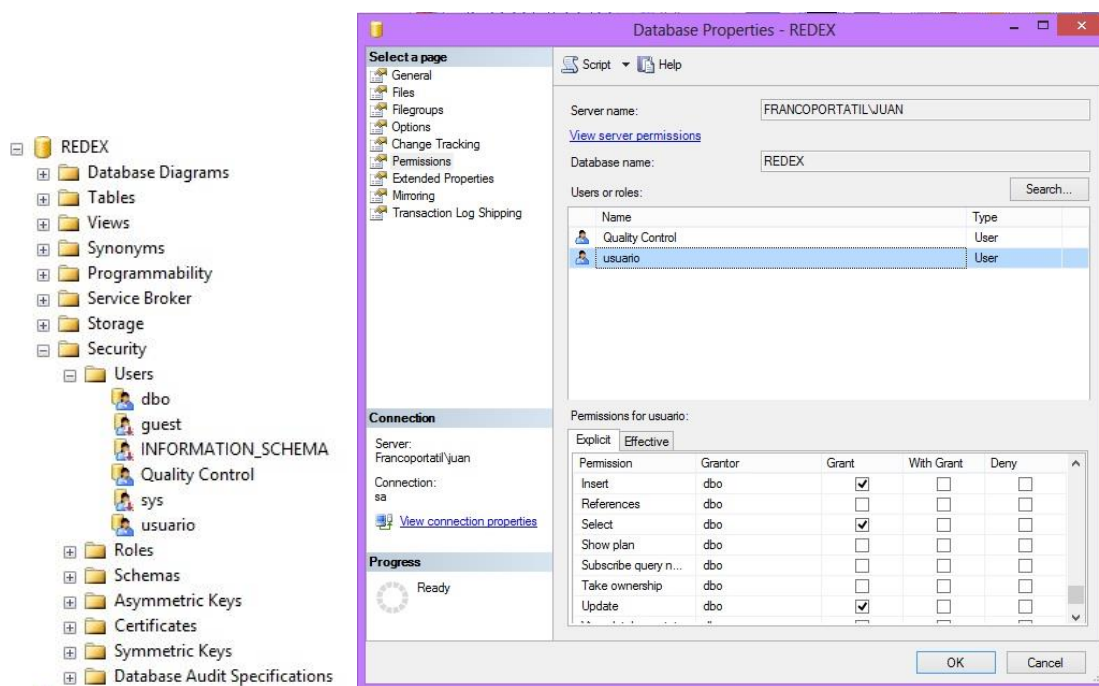 REDEX
Database Diagrams
Tables
Views
Synonyms
Programmability
Service Broker
Storage
Security
Users
dbo
guest
INFORMATION_SCHEMA
Quality Control
sys
usuario
Roles
Schemas
Asymmetric Keys
Certificates
Symmetric Keys
Database Audit Specifications
Database Properties - REDEX
Select a page
General
Files
Filegroups
Options
Change Tracking
Permissions
Extended Properties
Mirroring
Transaction Log Shipping
Connection
Server:
Francoportatil\juan
Connection:
sa
View connection properties
Progress
Ready
Script Help
Server name: FRANCOPORTATIL\JUAN
View server permissions
Database name: REDEX
Users or roles: Search...
Name Type
Quality Control User
usuario User
Permissions for usuario:
Explicit Effective
Permission Grantor Grant With Grant Deny
Insert dbo
References dbo
Select dbo
Show plan dbo
Subscribe query n... dbo
Take ownership dbo
Update dbo
OK Cancel